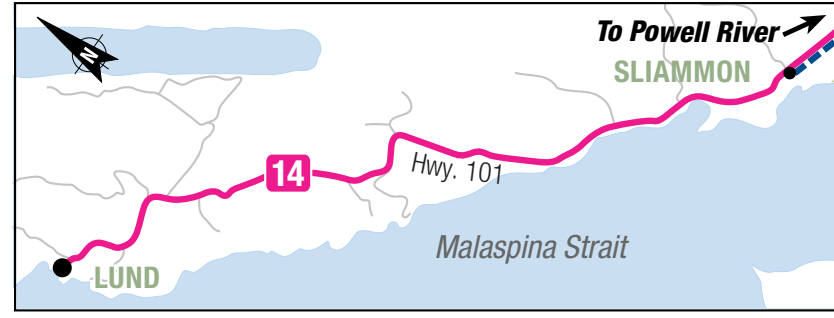 N
To Powell River
SLIAMMON
14
Hwy. 101
Malaspina Strait
LUND